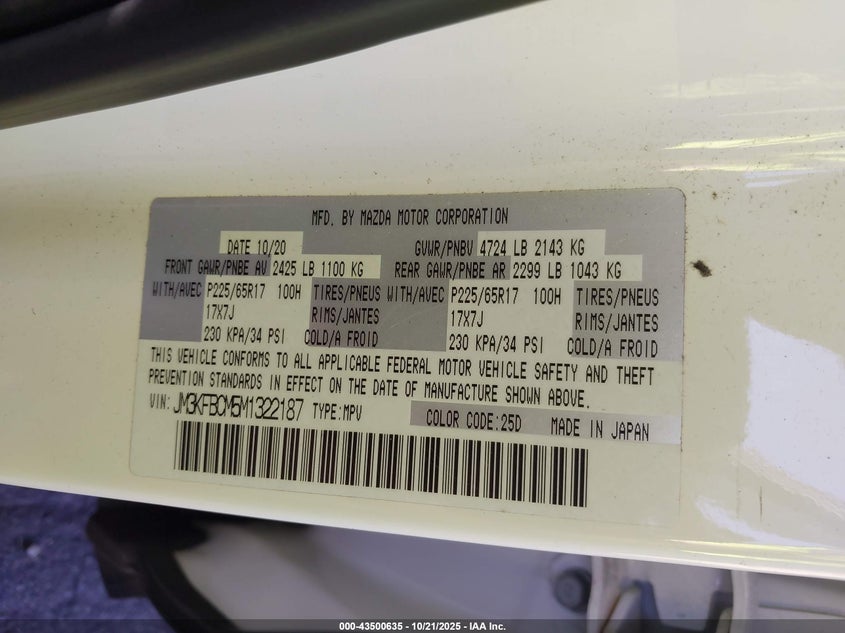 MFD. BY MAZDA MOTOR CORPORATION
DATE 10/20 GVWR/PNBV 4724 LB 2143 KG
FRONT GAWR/PNBE AV 2425 LB 1100 KG REAR GAWR/PNBE AR 2299 LB 1043 KG
WITH/AVEC P225/65R17 100H TIRES/PNEUS WITH/AVEC P225/65R17 100H TIRES/PNEUS
17X7J RIMS/JANTES 17X7J RIMS/JANTES
230 KPA/34 PSI COLD/A FROID 230 KPA/34 PSI COLD/A FROID
THIS VEHICLE CONFORMS TO ALL APPLICABLE FEDERAL MOTOR VEHICLE SAFETY AND THEFT
PREVENTION STANDARDS IN EFFECT ON THE DATE OF MANUFACTURE SHOWN ABOVE.
VIN: JM3KFBCM5M1322187 TYPE:MPV COLOR CODE:25D MADE IN JAPAN
000-43500635 - 10/21/2025 - IAA Inc.